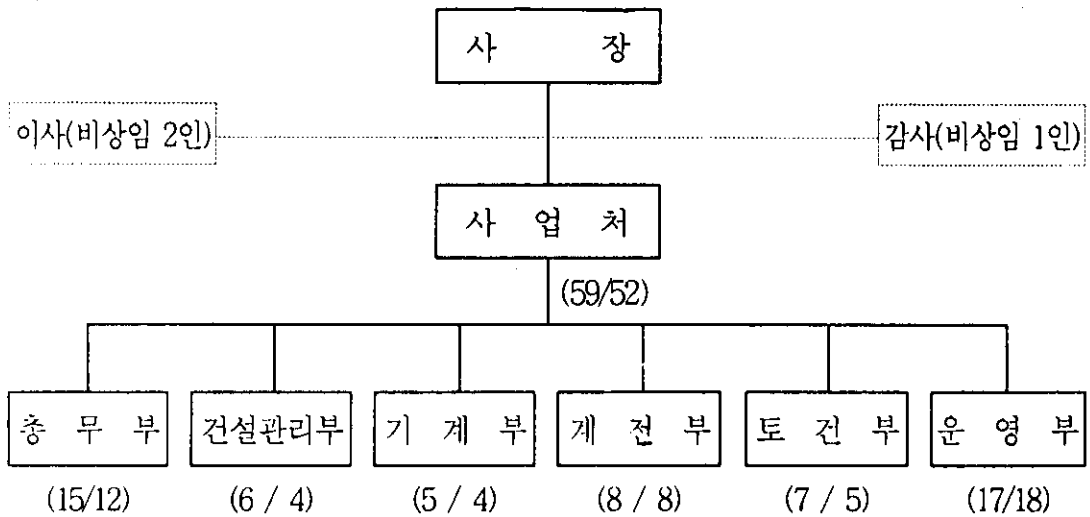 사 장
이사(비상임 2인)
감사(비상임 1인)
사 업 처
(59/52)
총 무 부
건설관리부
기 계 부
계 전 부
토 건 부
운 영 부
(15/12)
(6 / 4)
(5 / 4)
(8 / 8)
(7 / 5)
(17/18)